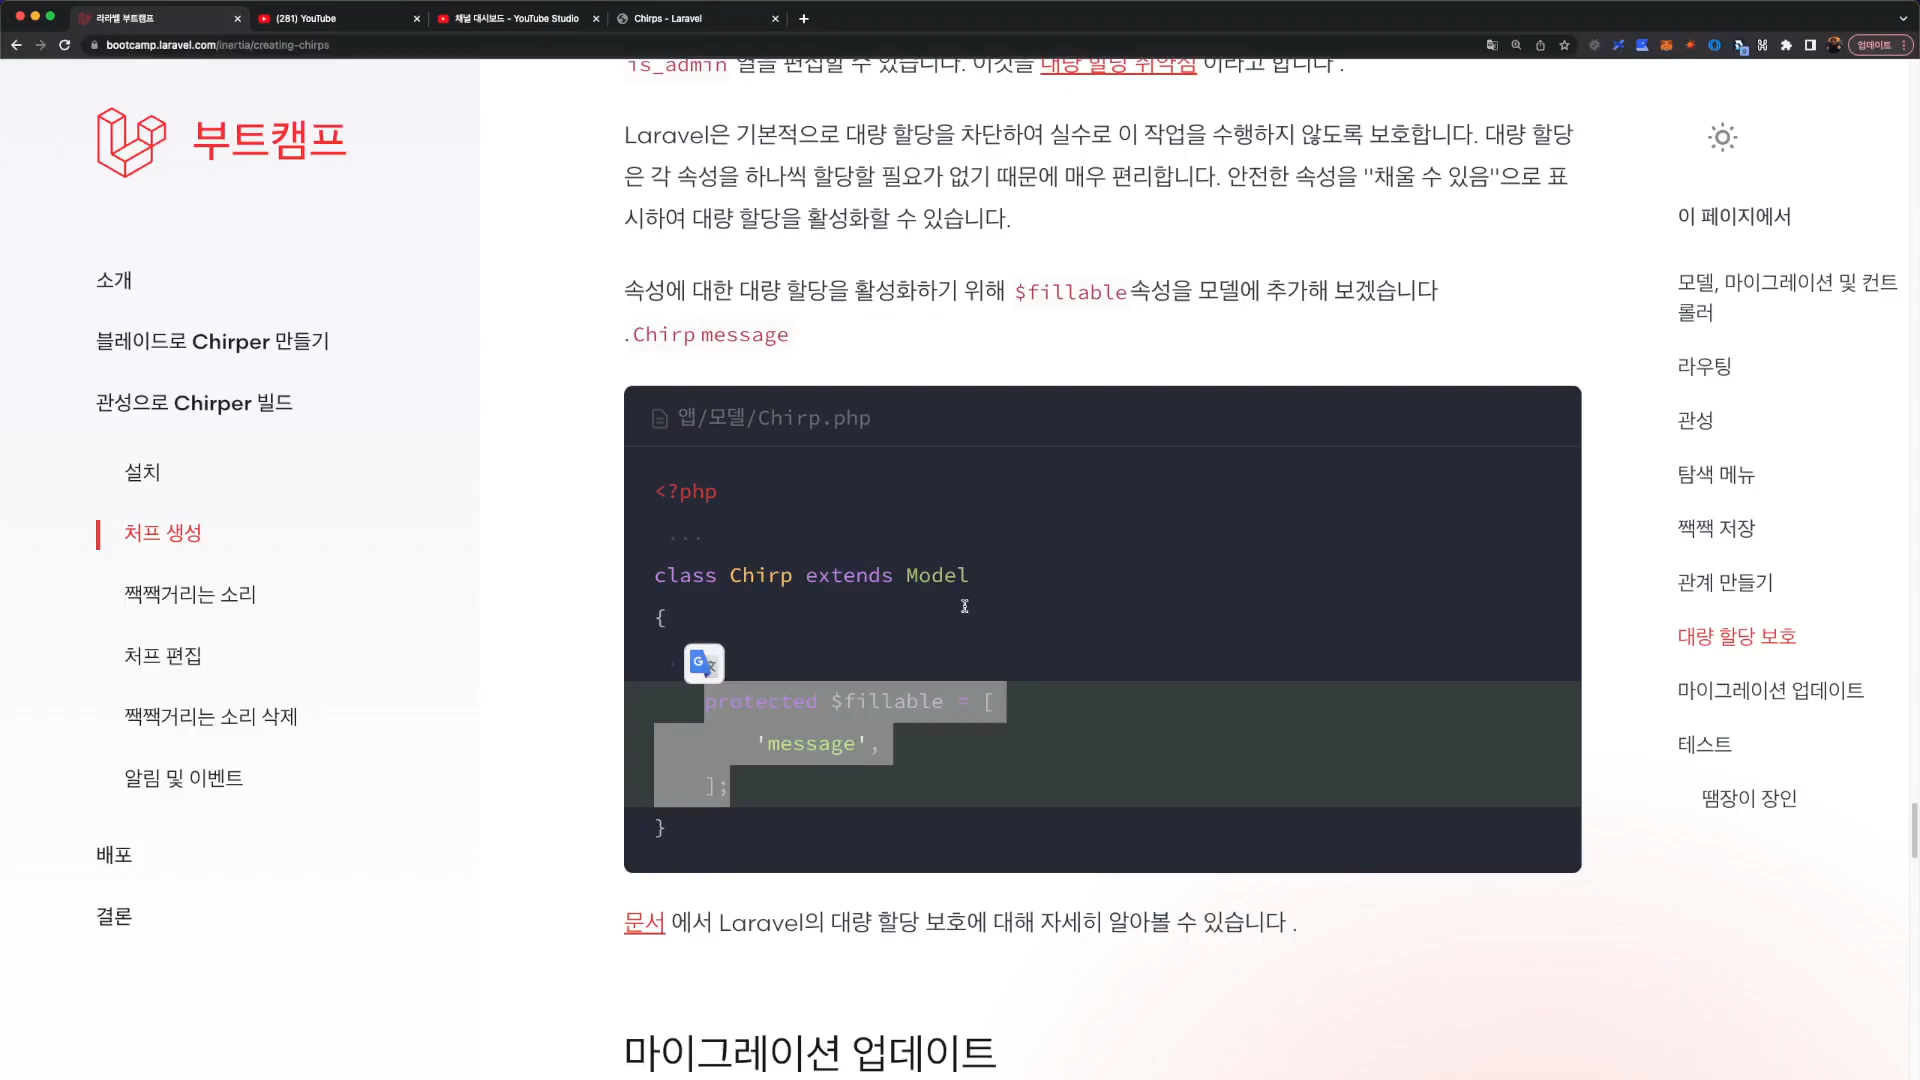 라라벨 부트캠프
(281) YouTube
채널 대시보드 - YouTube Studio
Chirps - Laravel
bootcamp.laravel.com/inertia/creating-chirps
업데이트
부트캠프
소개
블레이드로 Chirper 만들기
관성으로 Chirper 빌드
설치
처프 생성
짹짹거리는 소리
처프 편집
짹짹거리는 소리 삭제
알림 및 이벤트
배포
결론
is_admin 열을 편집할 수 있습니다. 이것을 대량 할당 취약점 이라고 합니다 .
Laravel은 기본적으로 대량 할당을 차단하여 실수로 이 작업을 수행하지 않도록 보호합니다. 대량 할당
은 각 속성을 하나씩 할당할 필요가 없기 때문에 매우 편리합니다. 안전한 속성을 "채울 수 있음"으로 표
시하여 대량 할당을 활성화할 수 있습니다.
속성에 대한 대량 할당을 활성화하기 위해 $fillable속성을 모델에 추가해 보겠습니다
.Chirp message
앱/모델/Chirp.php
<?php
...
class Chirp extends Model
{
protected $fillable = [
'message',
];
}
문서 에서 Laravel의 대량 할당 보호에 대해 자세히 알아볼 수 있습니다 .
마이그레이션 업데이트
이 페이지에서
모델, 마이그레이션 및 컨트
롤러
라우팅
관성
탐색 메뉴
짹짹 저장
관계 만들기
대량 할당 보호
마이그레이션 업데이트
테스트
땜장이 장인